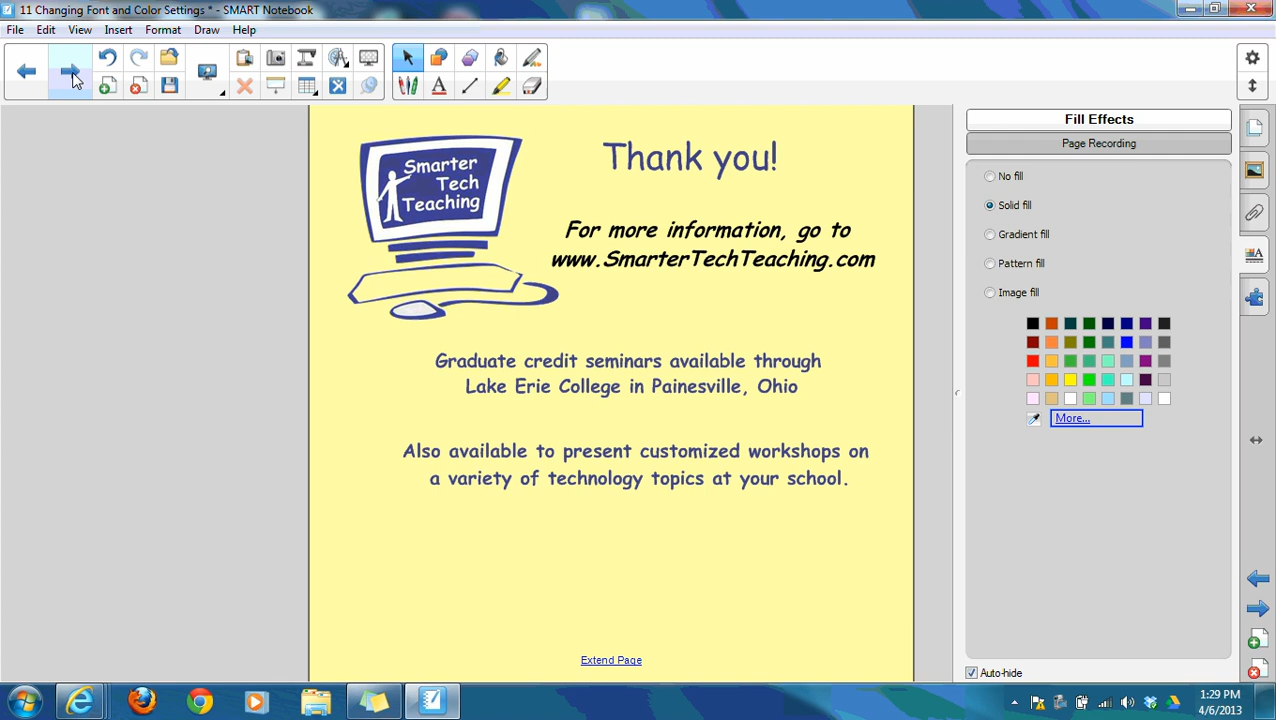 11 Changing Font and Color Settings * - SMART Notebook
File Edit View Insert Format Draw Help
Fill Effects
Page Recording
No fill
Solid fill
Gradient fill
Pattern fill
Image fill
More...
Auto-hide
Smarter
Tech
Teaching
Thank you!
For more information, go to
www.SmarterTechTeaching.com
Graduate credit seminars available through
Lake Erie College in Painesville, Ohio
Also available to present customized workshops on
a variety of technology topics at your school.
Extend Page
1:29 PM
4/6/2013